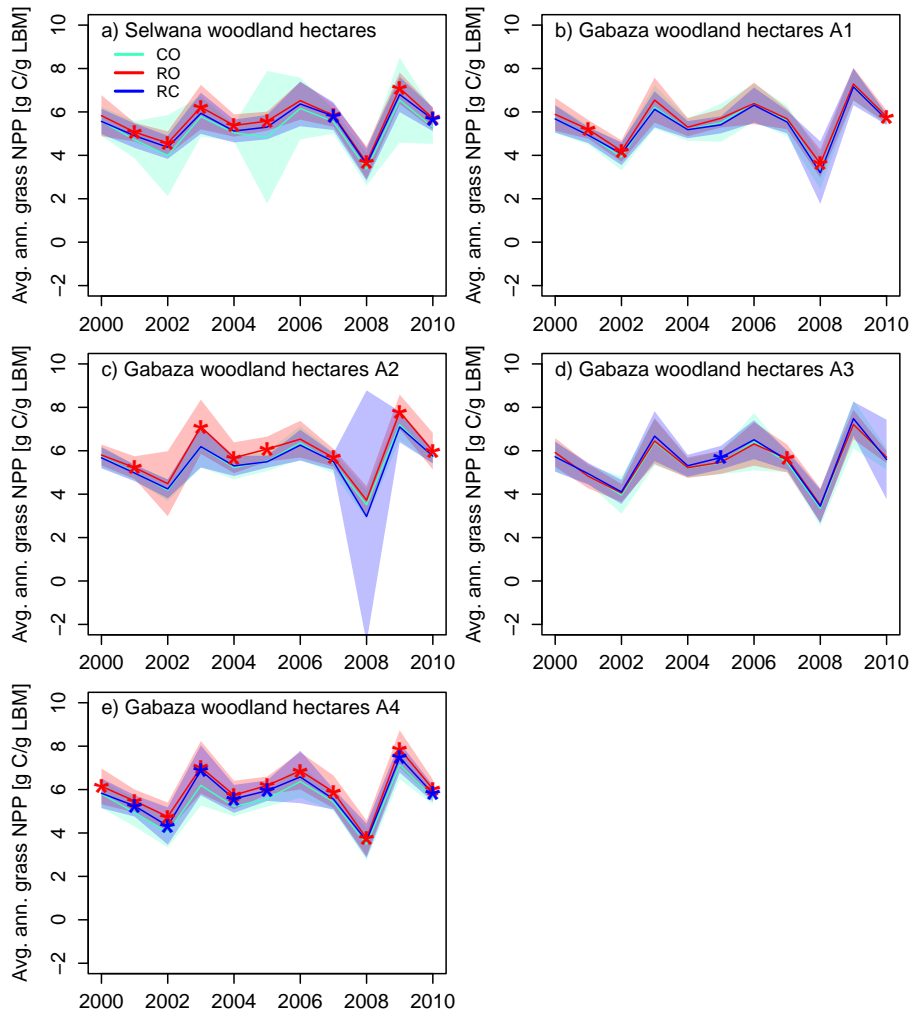 a) Selwana woodland hectares
CO
RO
RC
Avg. ann. grass NPP [g C/g LBM]
10
8
6
4
2
0
−2
2000 2002 2004 2006 2008 2010
b) Gabaza woodland hectares A1
Avg. ann. grass NPP [g C/g LBM]
10
8
6
4
2
0
−2
2000 2002 2004 2006 2008 2010
c) Gabaza woodland hectares A2
Avg. ann. grass NPP [g C/g LBM]
10
8
6
4
2
0
−2
2000 2002 2004 2006 2008 2010
d) Gabaza woodland hectares A3
Avg. ann. grass NPP [g C/g LBM]
10
8
6
4
2
0
−2
2000 2002 2004 2006 2008 2010
e) Gabaza woodland hectares A4
Avg. ann. grass NPP [g C/g LBM]
10
8
6
4
2
0
−2
2000 2002 2004 2006 2008 2010